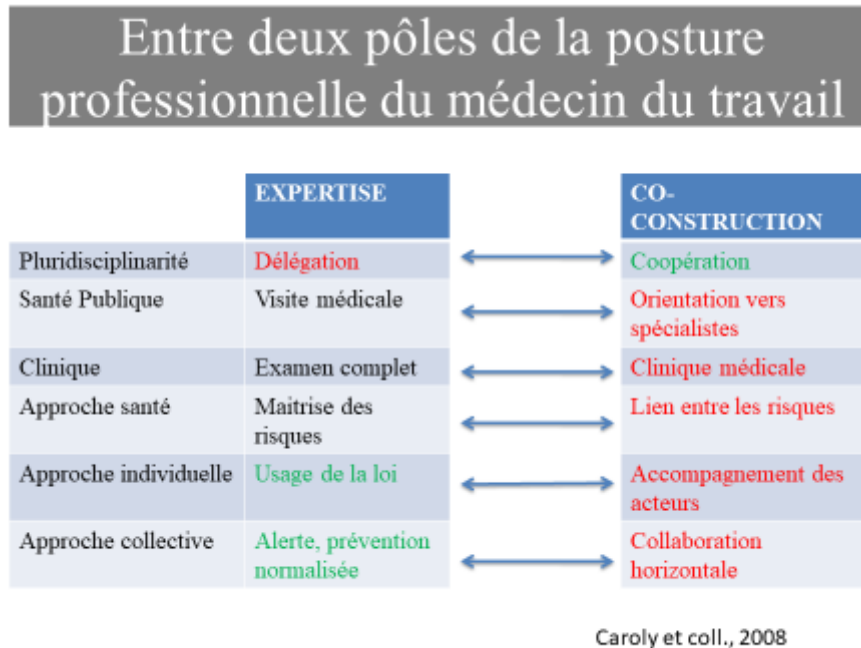 Entre deux pôles de la posture
professionnelle du médecin du travail
EXPERTISE
CO-
CONSTRUCTION
Pluridisciplinarité
Délégation
Coopération
Santé Publique
Visite médicale
Orientation vers
spécialistes
Clinique
Examen complet
Clinique médicale
Approche santé
Maitrise des
risques
Lien entre les risques
Approche individuelle
Usage de la loi
Accompagnement des
acteurs
Approche collective
Alerte, prévention
normalisée
Collaboration
horizontale
Caroly et coll., 2008